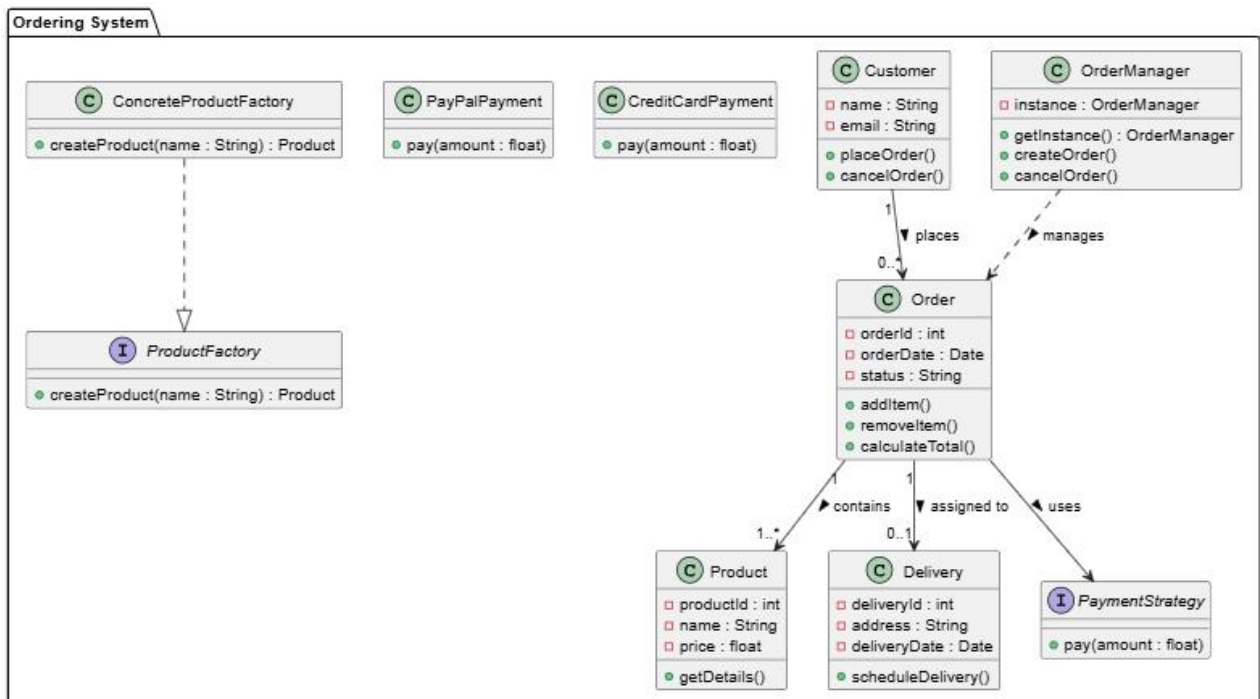 Ordering System
C ConcreteProductFactory
createProduct(name : String) : Product
C PayPalPayment
pay(amount : float)
C CreditCardPayment
pay(amount : float)
C Customer
name : String
email : String
placeOrder()
cancelOrder()
C OrderManager
instance : OrderManager
getInstance() : OrderManager
createOrder()
cancelOrder()
1
places
0..*
manages
I ProductFactory
createProduct(name : String) : Product
C Order
orderId : int
orderDate : Date
status : String
addItem()
removeItem()
calculateTotal()
1
contains
1..*
1
assigned to
0..1
uses
C Product
productId : int
name : String
price : float
getDetails()
C Delivery
deliveryId : int
address : String
deliveryDate : Date
scheduleDelivery()
I PaymentStrategy
pay(amount : float)